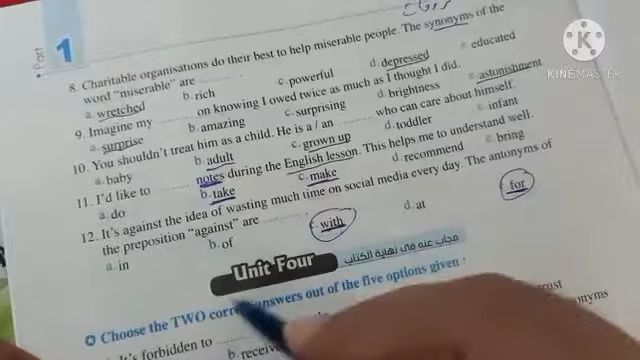 Part
1
KINEMASTER
8. Charitable organisations do their best to help miserable people. The synonyms of the
word “miserable” are ..........
a. wretched b. rich c. powerful d. depressed e. educated
9. Imagine my .......... on knowing I owed twice as much as I thought I did.
a. surprise b. amazing c. surprising d. brightness e. astonishment
10. You shouldn’t treat him as a child. He is a / an .......... who can care about himself.
a. baby b. adult c. grown up d. toddler e. infant
11. I’d like to .......... notes during the English lesson. This helps me to understand well.
a. do b. take c. make d. recommend e. bring
12. It’s against the idea of wasting much time on social media every day. The antonyms of
the preposition “against” are ..........
a. in b. of c. with d. at e. for
Unit Four
مجاب عنه فى نهاية الكتاب
Choose the TWO correct answers out of the five options given :
It’s forbidden to ..........
b. receive